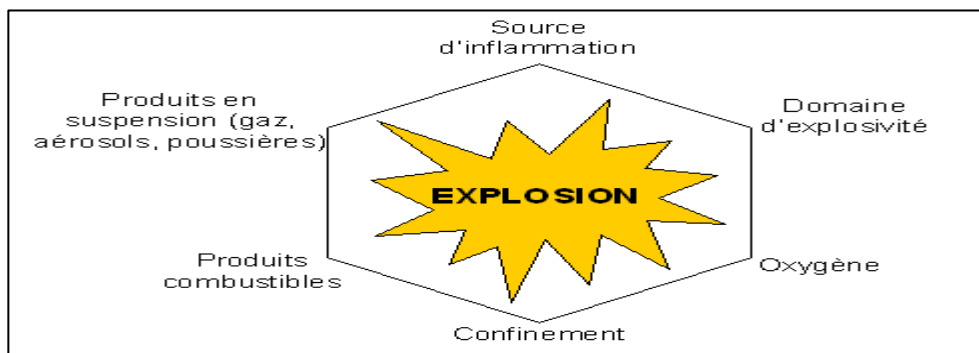 Source
d'inflammation
Produits en
suspension (gaz,
aérosols, poussières)
Domaine
d'explosivité
EXPLOSION
Produits
combustibles
Oxygène
Confinement